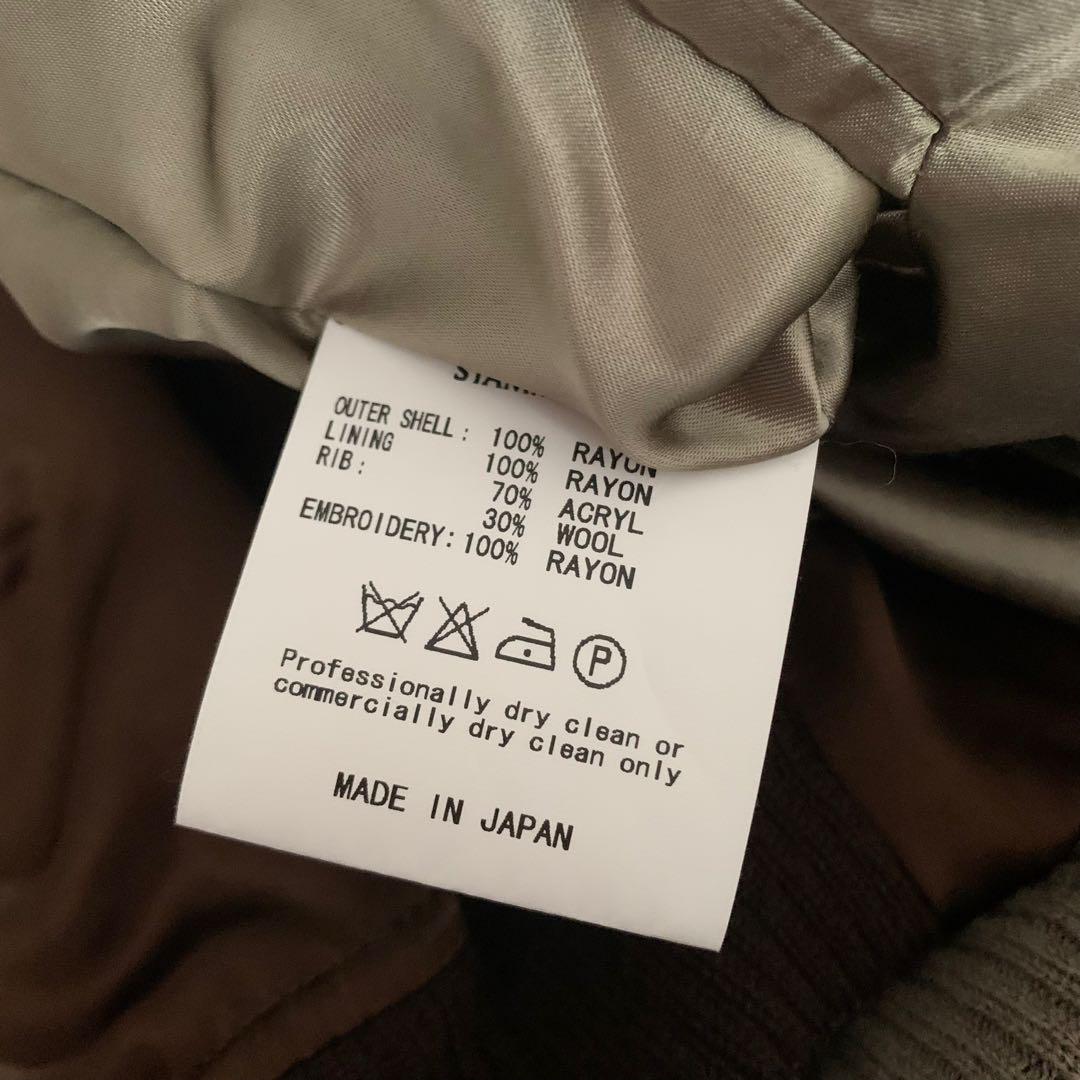 OUTER SHELL: 100% RAYON
LINING 100% RAYON
RIB: 70% ACRYL
30% WOOL
EMBROIDERY: 100% RAYON
P
Professionally dry clean or
commercially dry clean only
MADE IN JAPAN